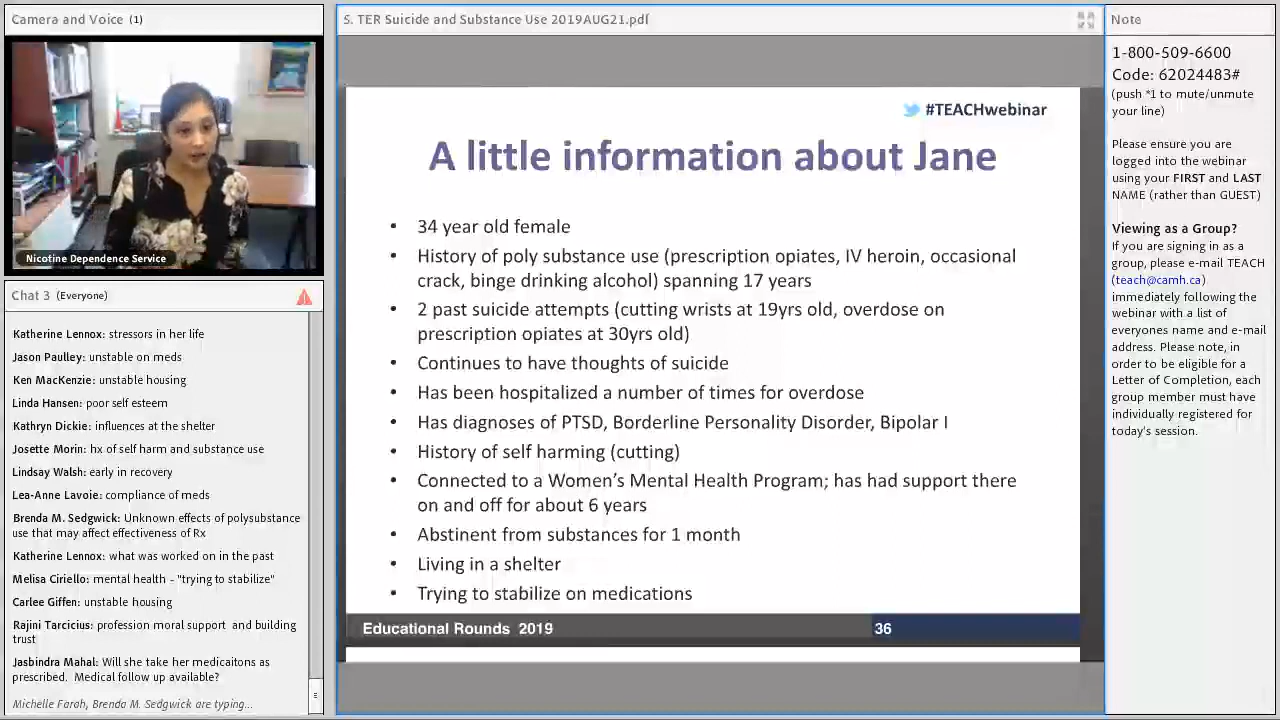 Camera and Voice (1)
Nicotine Dependence Service
Chat 3 (Everyone)
Katherine Lennox: stressors in her life
Jason Paulley: unstable on meds
Ken MacKenzie: unstable housing
Linda Hansen: poor self esteem
Kathryn Dickie: influences at the shelter
Josette Morin: hx of self harm and substance use
Lindsay Walsh: early in recovery
Lea-Anne Lavoie: compliance of meds
Brenda M. Sedgwick: Unknown effects of polysubstance
use that may affect effectiveness of Rx
Katherine Lennox: what was worked on in the past
Melisa Ciriello: mental health - "trying to stabilize"
Carlee Giffen: unstable housing
Rajini Tarcicius: profession moral support and building
trust
Jasbindra Mahal: Will she take her medicaitons as
prescribed. Medical follow up available?
Michelle Farah, Brenda M. Sedgwick are typing...
5. TER Suicide and Substance Use 2019AUG21.pdf
#TEACHwebinar
A little information about Jane
• 34 year old female
• History of poly substance use (prescription opiates, IV heroin, occasional
crack, binge drinking alcohol) spanning 17 years
• 2 past suicide attempts (cutting wrists at 19yrs old, overdose on
prescription opiates at 30yrs old)
• Continues to have thoughts of suicide
• Has been hospitalized a number of times for overdose
• Has diagnoses of PTSD, Borderline Personality Disorder, Bipolar I
• History of self harming (cutting)
• Connected to a Women's Mental Health Program; has had support there
on and off for about 6 years
• Abstinent from substances for 1 month
• Living in a shelter
• Trying to stabilize on medications
Educational Rounds 2019
36
Note
1-800-509-6600
Code: 62024483#
(push *1 to mute/unmute
your line)
Please ensure you are
logged into the webinar
using your FIRST and LAST
NAME (rather than GUEST)
Viewing as a Group?
If you are signing in as a
group, please e-mail TEACH
(teach@camh.ca)
immediately following the
webinar with a list of
everyones name and e-mail
address. Please note, in
order to be eligible for a
Letter of Completion, each
group member must have
individually registered for
today's session.